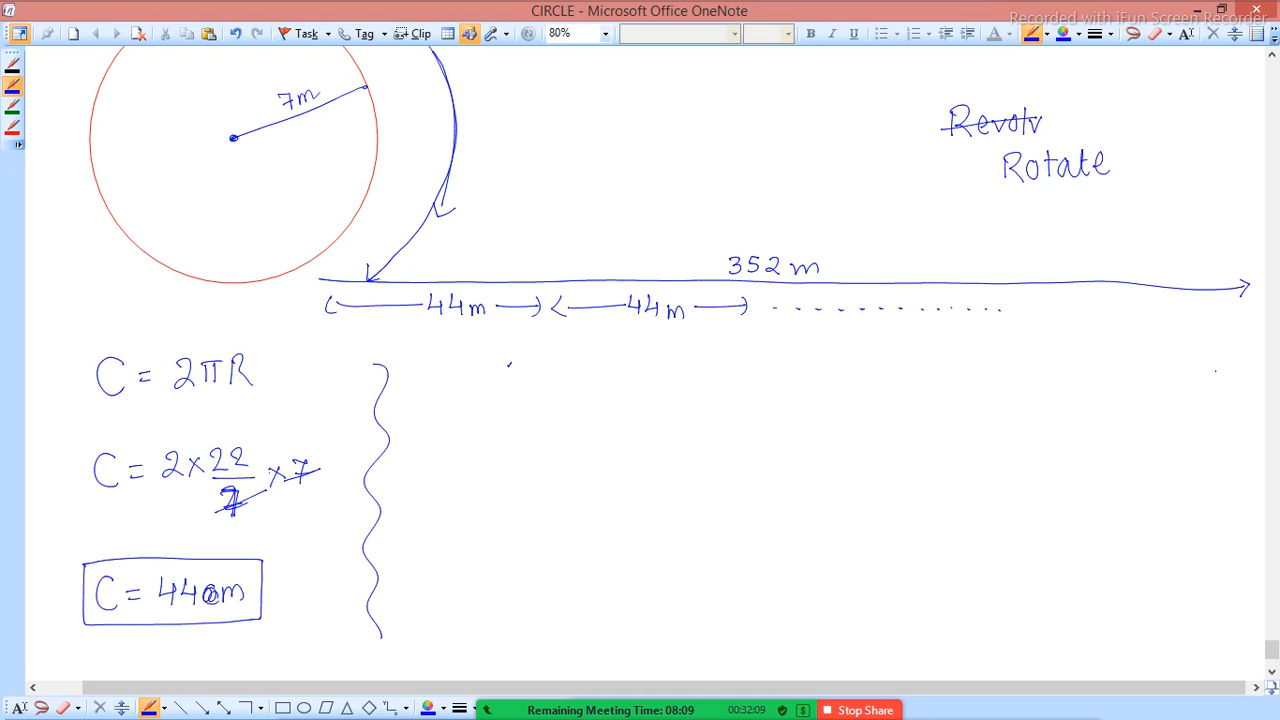 CIRCLE - Microsoft Office OneNote
Recorded with iFun Screen Recorder
Task Tag Clip 80% B I U A
7m
Revolv
Rotate
352 m
44m 44m
C = 2πR
C = 2 × 22/7 × 7
C = 44 m
Remaining Meeting Time: 08:09 00:32:09 Stop Share